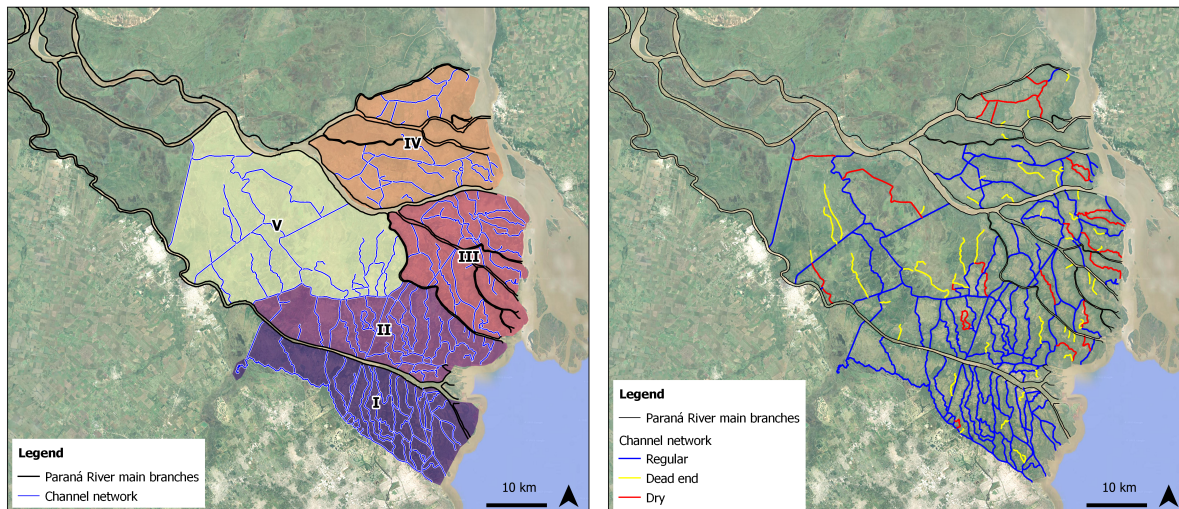 IV
V
III
II
I
Legend
Paraná River main branches
Channel network
10 km
Legend
Paraná River main branches
Channel network
Regular
Dead end
Dry
10 km